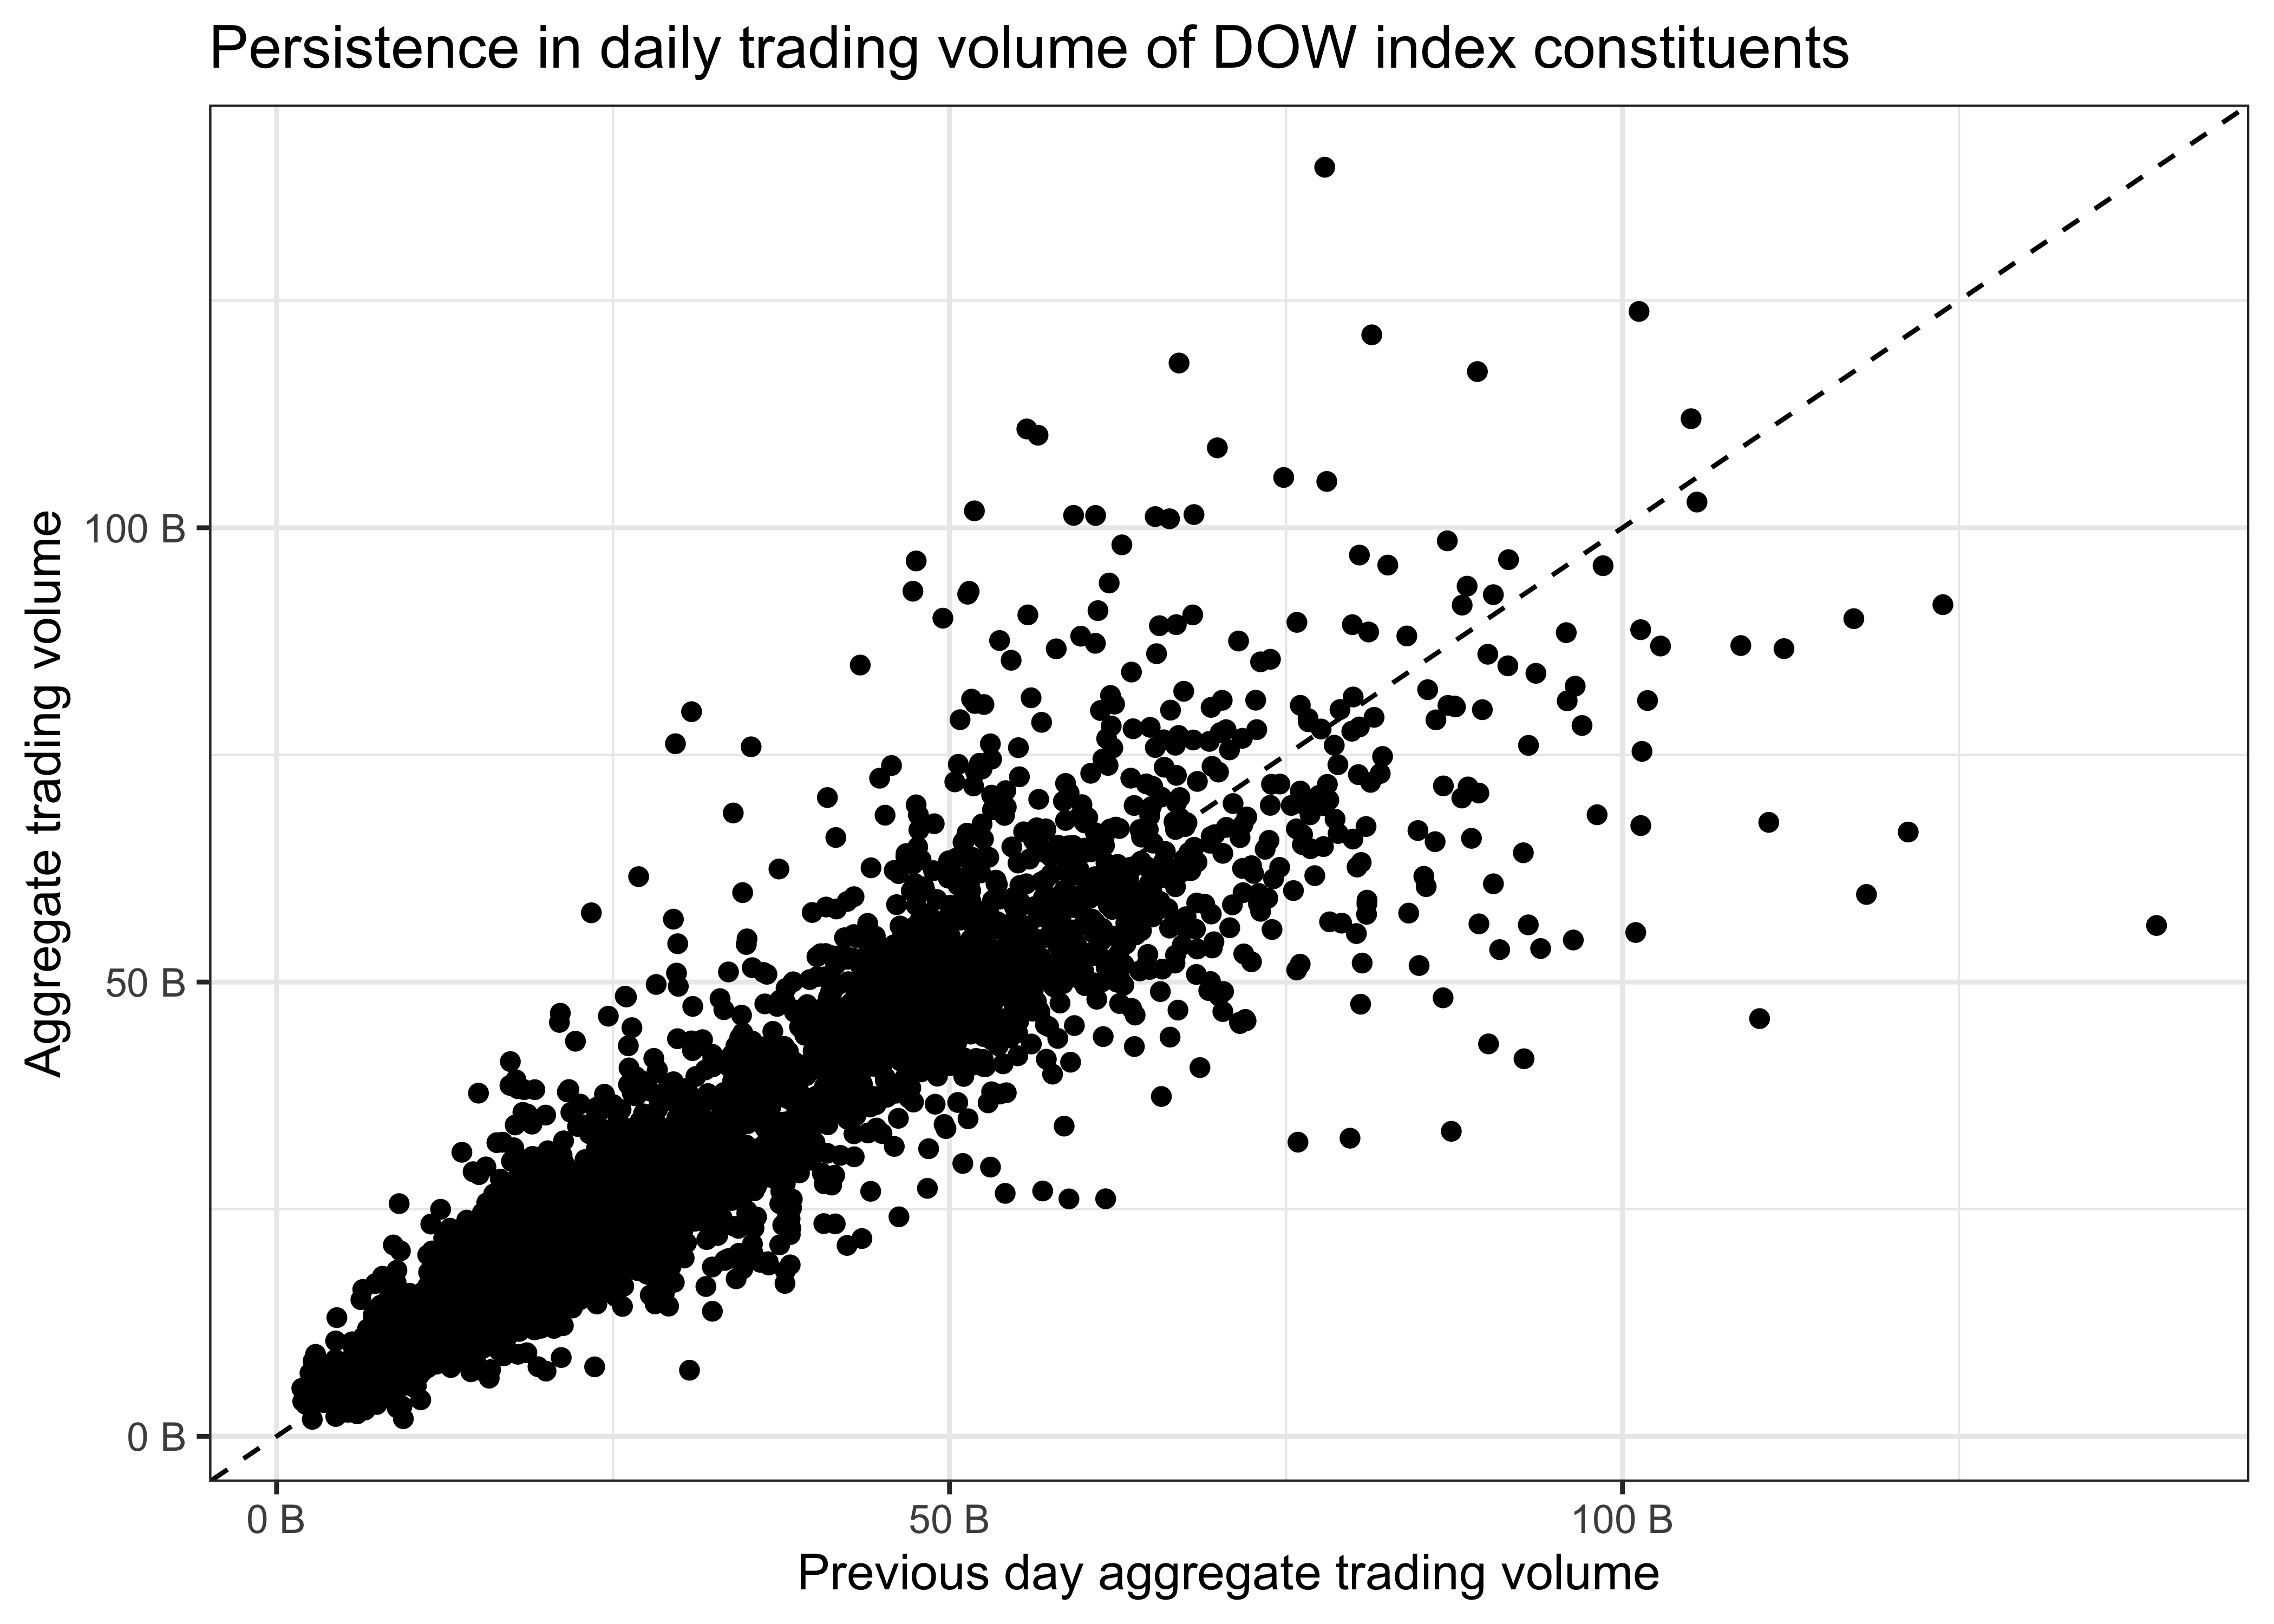 Persistence in daily trading volume of DOW index constituents
Aggregate trading volume
100 B
50 B
0 B
0 B
50 B
100 B
Previous day aggregate trading volume